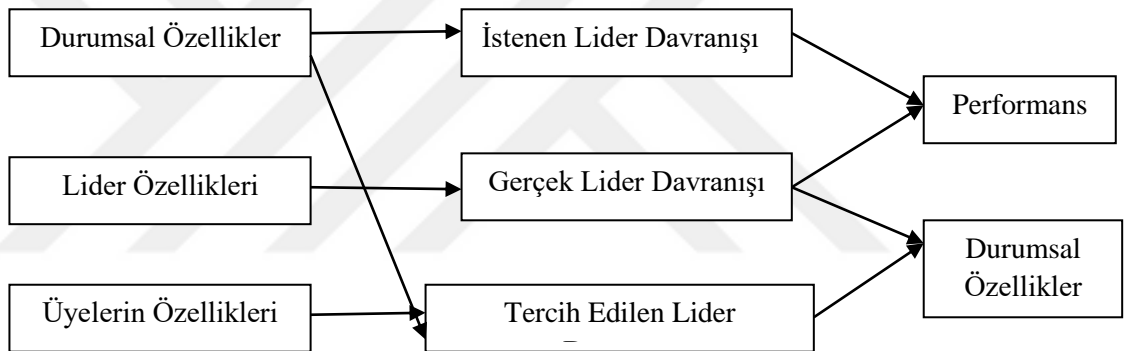 Durumsal Özellikler
İstenen Lider Davranışı
Performans
Lider Özellikleri
Gerçek Lider Davranışı
Durumsal
Özellikler
Üyelerin Özellikleri
Tercih Edilen Lider